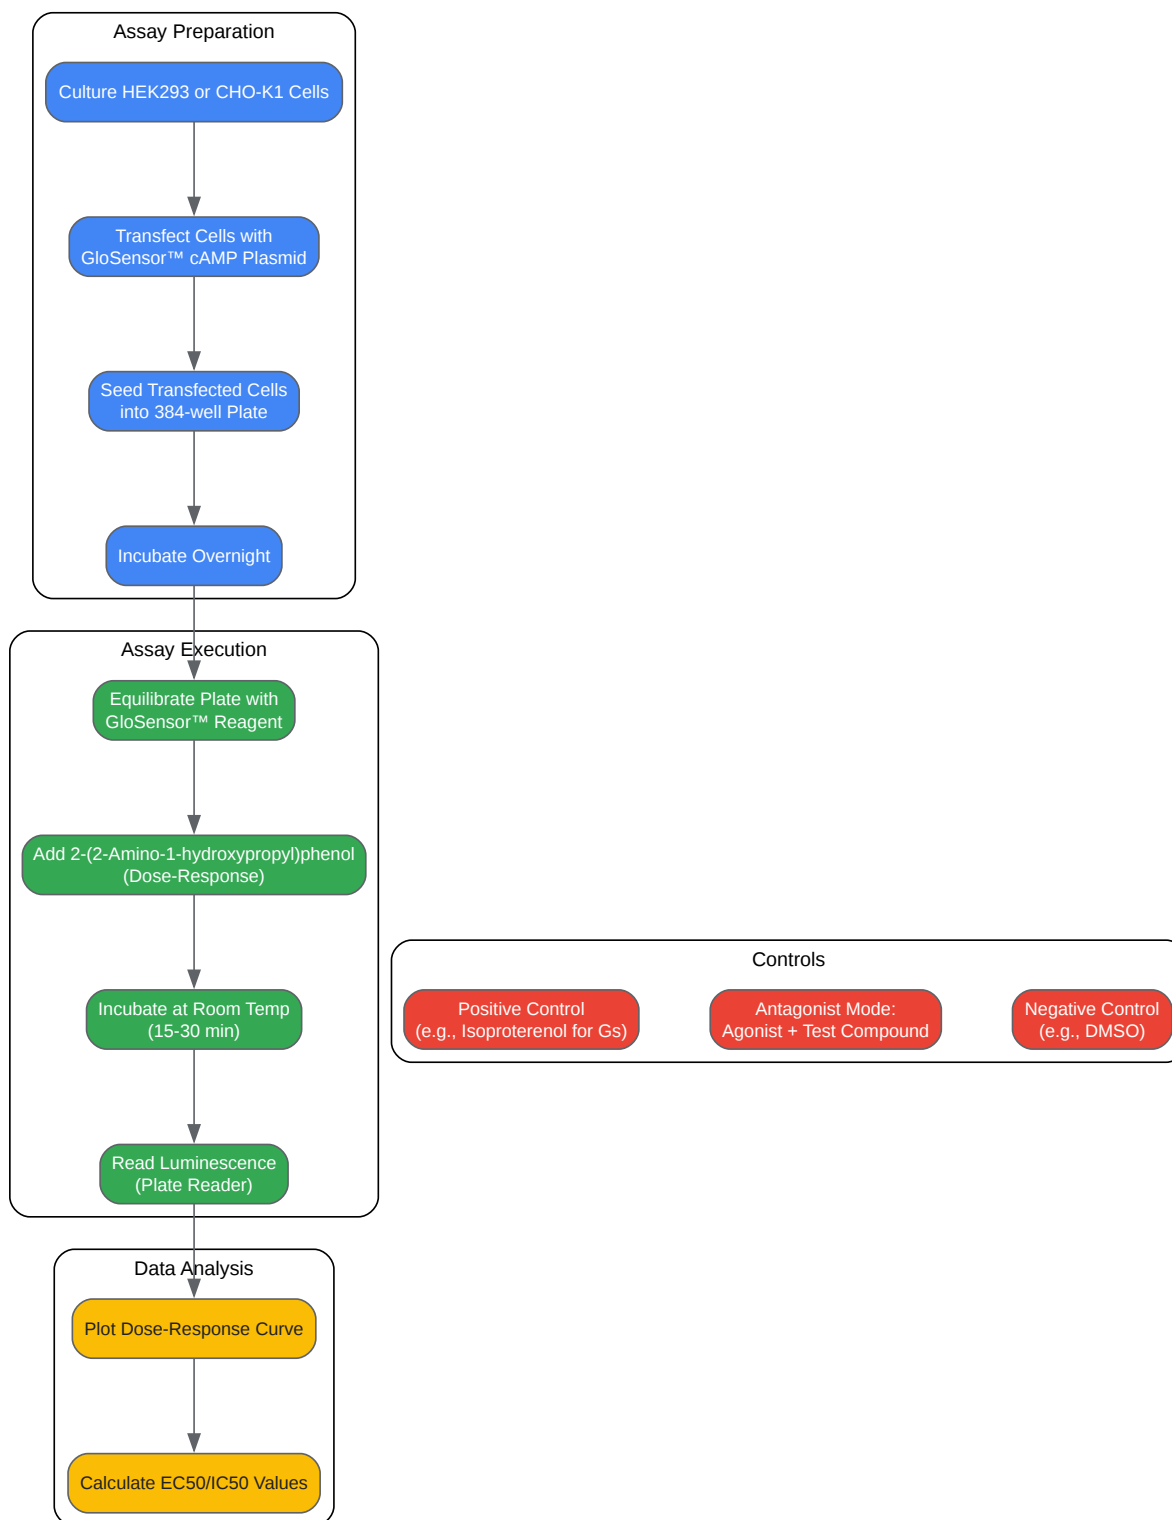 Assay Preparation
Culture HEK293 or CHO-K1 Cells
Transfect Cells with
GloSensor™ cAMP Plasmid
Seed Transfected Cells
into 384-well Plate
Incubate Overnight
Assay Execution
Equilibrate Plate with
GloSensor™ Reagent
Add 2-(2-Amino-1-hydroxypropyl)phenol
(Dose-Response)
Incubate at Room Temp
(15-30 min)
Read Luminescence
(Plate Reader)
Controls
Positive Control
(e.g., Isoproterenol for Gs)
Antagonist Mode:
Agonist + Test Compound
Negative Control
(e.g., DMSO)
Data Analysis
Plot Dose-Response Curve
Calculate EC50/IC50 Values